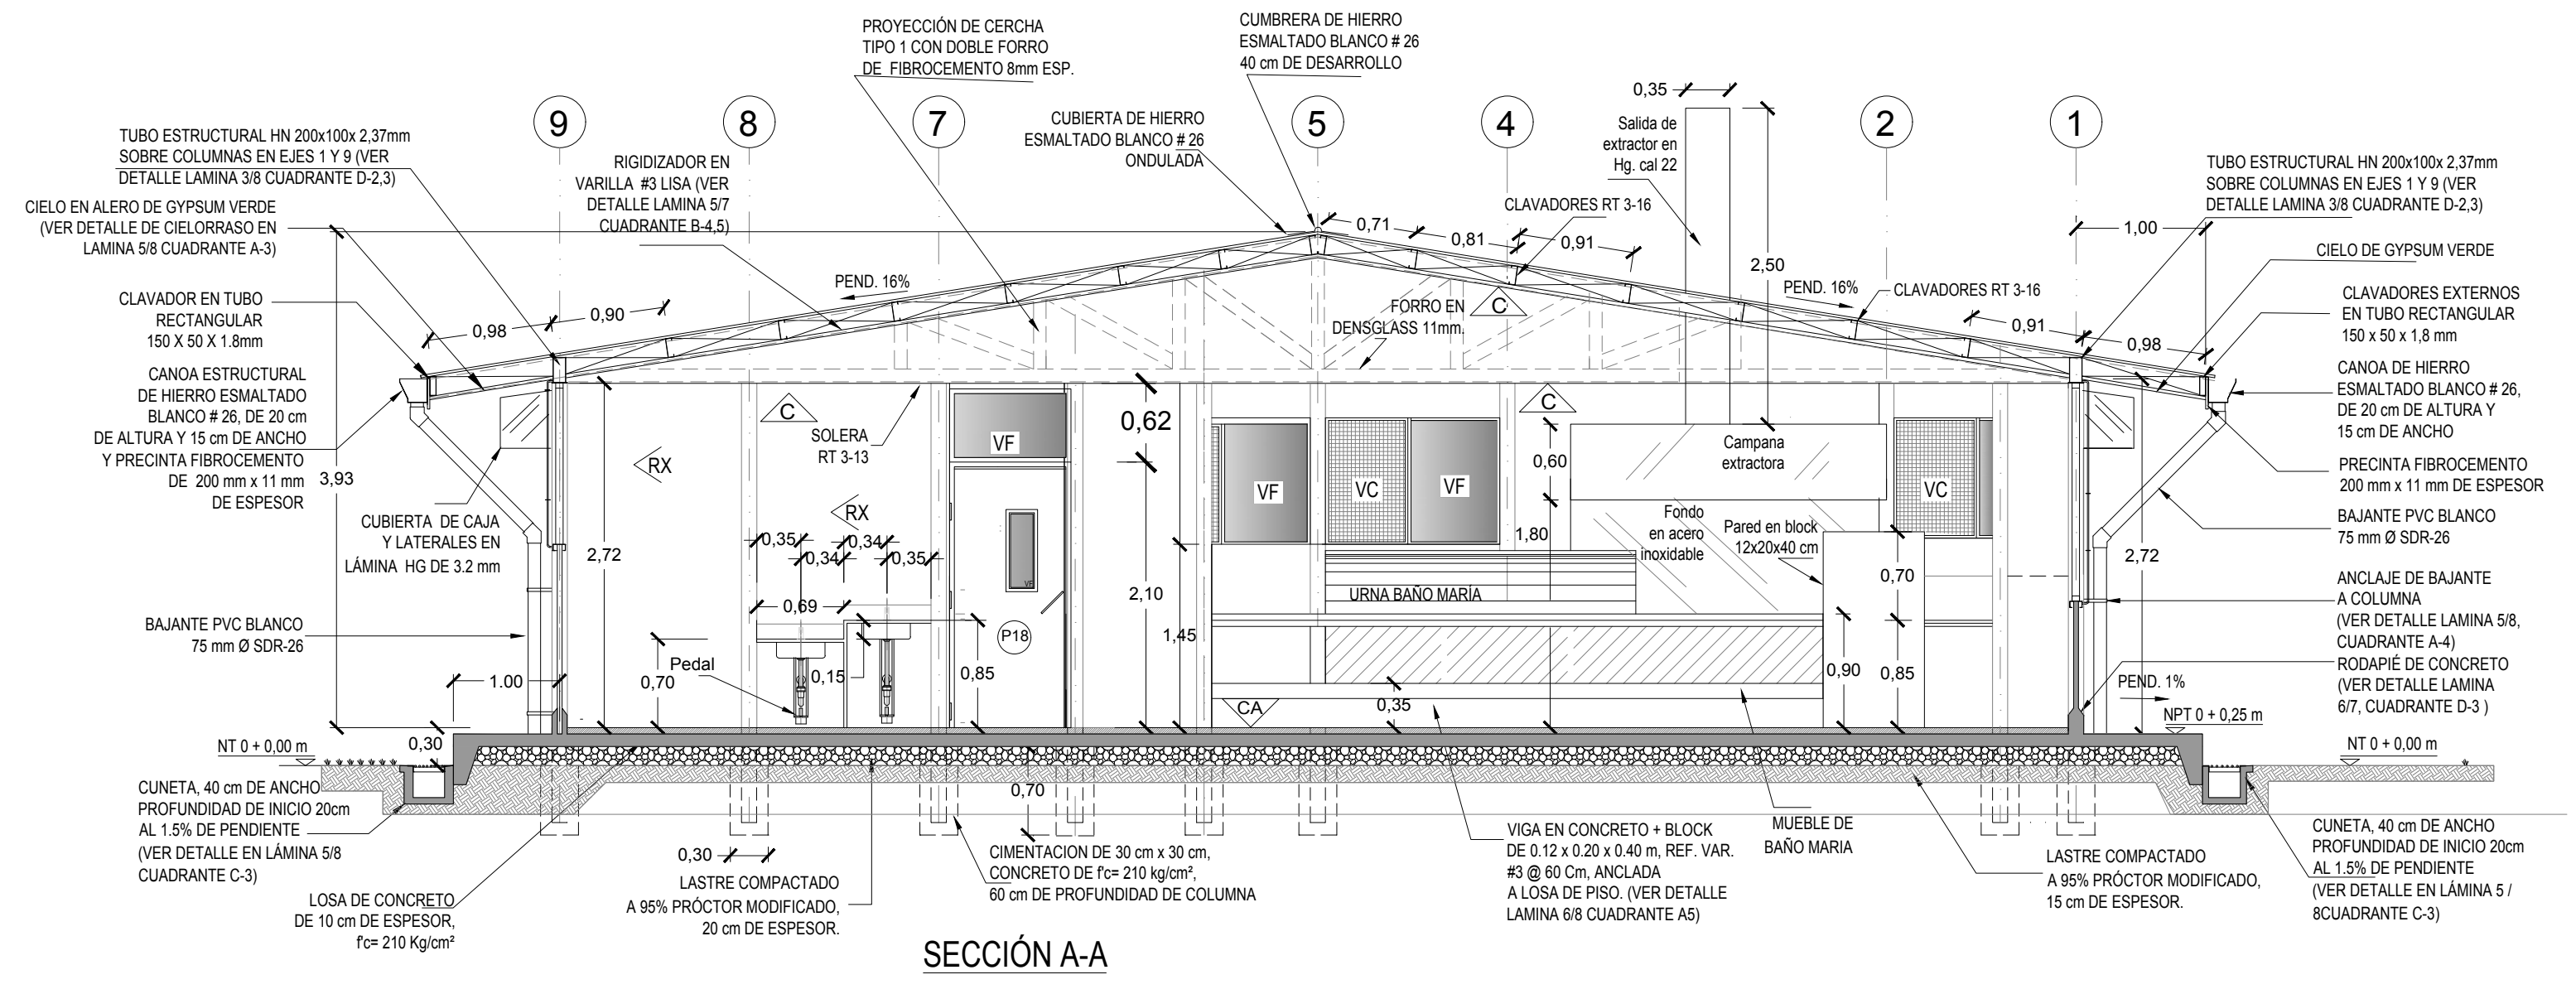 PROYECCIÓN DE CERCHA
TIPO 1 CON DOBLE FORRO
DE FIBROCEMENTO 8mm ESP.
CUMBRERA DE HIERRO
ESMALTADO BLANCO # 26
40 cm DE DESARROLLO
0,35
9
8
7
5
4
2
1
TUBO ESTRUCTURAL HN 200x100x 2,37mm
SOBRE COLUMNAS EN EJES 1 Y 9 (VER
DETALLE LAMINA 3/8 CUADRANTE D-2,3)
RIGIDIZADOR EN
VARILLA #3 LISA (VER
DETALLE LAMINA 5/7
CUADRANTE B-4,5)
CUBIERTA DE HIERRO
ESMALTADO BLANCO # 26
ONDULADA
Salida de
extractor en
Hg. cal 22
CLAVADORES RT 3-16
TUBO ESTRUCTURAL HN 200x100x 2,37mm
SOBRE COLUMNAS EN EJES 1 Y 9 (VER
DETALLE LAMINA 3/8 CUADRANTE D-2,3)
CIELO EN ALERO DE GYPSUM VERDE
(VER DETALLE DE CIELORRASO EN
LAMINA 5/8 CUADRANTE A-3)
0,71
0,81
0,91
2,50
1,00
CIELO DE GYPSUM VERDE
PEND. 16%
PEND. 16%
CLAVADORES RT 3-16
CLAVADOR EN TUBO
RECTANGULAR
150 X 50 X 1.8mm
0,98
0,90
FORRO EN
DENSGLASS 11mm.
C
0,91
0,98
CLAVADORES EXTERNOS
EN TUBO RECTANGULAR
150 x 50 x 1,8 mm
CANOA ESTRUCTURAL
DE HIERRO ESMALTADO
BLANCO # 26, DE 20 cm
DE ALTURA Y 15 cm DE ANCHO
Y PRECINTA FIBROCEMENTO
DE 200 mm x 11 mm
DE ESPESOR
3,93
CANOA DE HIERRO
ESMALTADO BLANCO # 26,
DE 20 cm DE ALTURA Y
15 cm DE ANCHO
C
SOLERA
RT 3-13
RX
VF
0,62
C
Campana
extractora
0,60
VF
VC
VF
VC
PRECINTA FIBROCEMENTO
200 mm x 11 mm DE ESPESOR
CUBIERTA DE CAJA
Y LATERALES EN
LÁMINA HG DE 3.2 mm
RX
Fondo
en acero
inoxidable
Pared en block
12x20x40 cm
BAJANTE PVC BLANCO
75 mm Ø SDR-26
2,72
0,35
0,34
0,34
0,35
VF
1,80
0,70
2,72
ANCLAJE DE BAJANTE
A COLUMNA
(VER DETALLE LAMINA 5/8,
CUADRANTE A-4)
0,69
2,10
URNA BAÑO MARÍA
BAJANTE PVC BLANCO
75 mm Ø SDR-26
P18
1,45
Pedal
0,70
0,15
0,85
0,90
0,85
RODAPIÉ DE CONCRETO
(VER DETALLE LAMINA
6/7, CUADRANTE D-3 )
1.00
CA
0,35
PEND. 1%
NPT 0 + 0,25 m
NT 0 + 0,00 m
0,30
NT 0 + 0,00 m
CUNETA, 40 cm DE ANCHO
PROFUNDIDAD DE INICIO 20cm
AL 1.5% DE PENDIENTE
(VER DETALLE EN LÁMINA 5/8
CUADRANTE C-3)
0,70
LOSA DE CONCRETO
DE 10 cm DE ESPESOR,
f'c= 210 Kg/cm²
0,30
LASTRE COMPACTADO
A 95% PRÓCTOR MODIFICADO,
20 cm DE ESPESOR.
CIMENTACION DE 30 cm x 30 cm,
CONCRETO DE f'c= 210 kg/cm²,
60 cm DE PROFUNDIDAD DE COLUMNA
VIGA EN CONCRETO + BLOCK
DE 0.12 x 0.20 x 0.40 m, REF. VAR.
#3 @ 60 Cm, ANCLADA
A LOSA DE PISO. (VER DETALLE
LAMINA 6/8 CUADRANTE A5)
MUEBLE DE
BAÑO MARIA
LASTRE COMPACTADO
A 95% PRÓCTOR MODIFICADO,
15 cm DE ESPESOR.
CUNETA, 40 cm DE ANCHO
PROFUNDIDAD DE INICIO 20cm
AL 1.5% DE PENDIENTE
(VER DETALLE EN LÁMINA 5 /
8CUADRANTE C-3)
SECCIÓN A-A